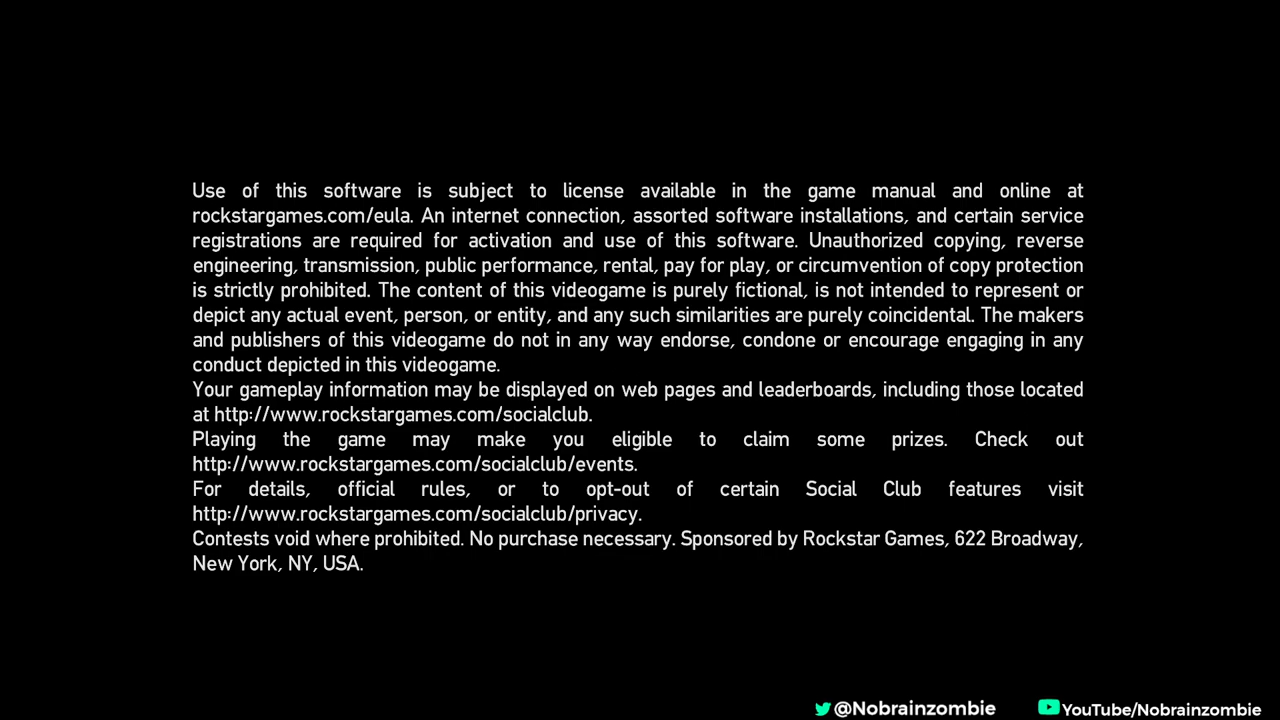 Use of this software is subject to license available in the game manual and online at
rockstargames.com/eula. An internet connection, assorted software installations, and certain service
registrations are required for activation and use of this software. Unauthorized copying, reverse
engineering, transmission, public performance, rental, pay for play, or circumvention of copy protection
is strictly prohibited. The content of this videogame is purely fictional, is not intended to represent or
depict any actual event, person, or entity, and any such similarities are purely coincidental. The makers
and publishers of this videogame do not in any way endorse, condone or encourage engaging in any
conduct depicted in this videogame.
Your gameplay information may be displayed on web pages and leaderboards, including those located
at http://www.rockstargames.com/socialclub.
Playing the game may make you eligible to claim some prizes. Check out
http://www.rockstargames.com/socialclub/events.
For details, official rules, or to opt-out of certain Social Club features visit
http://www.rockstargames.com/socialclub/privacy.
Contests void where prohibited. No purchase necessary. Sponsored by Rockstar Games, 622 Broadway,
New York, NY, USA.
@Nobrainzombie YouTube/Nobrainzombie